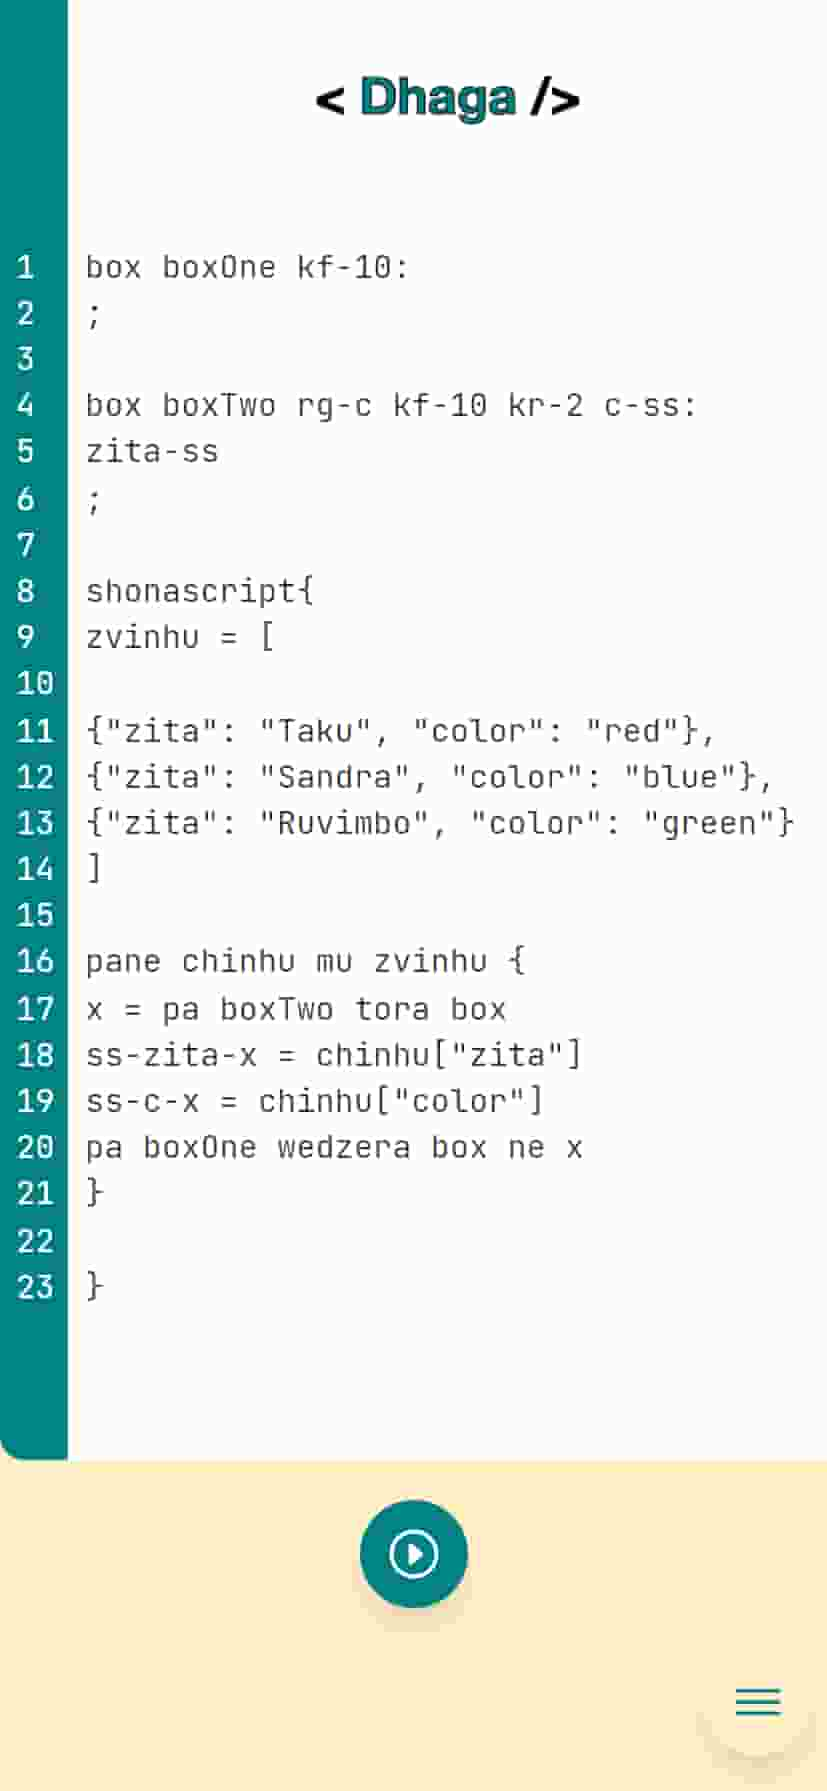 < Dhaga />
1 box boxOne kf-10:
2 ;
3
4 box boxTwo rg-c kf-10 kr-2 c-ss:
5 zita-ss
6 ;
7
8 shonascript{
9 zvinhu = [
10
11 {"zita": "Taku", "color": "red"},
12 {"zita": "Sandra", "color": "blue"},
13 {"zita": "Ruvimbo", "color": "green"}
14 ]
15
16 pane chinhu mu zvinhu {
17 x = pa boxTwo tora box
18 ss-zita-x = chinhu["zita"]
19 ss-c-x = chinhu["color"]
20 pa boxOne wedzera box ne x
21 }
22
23 }